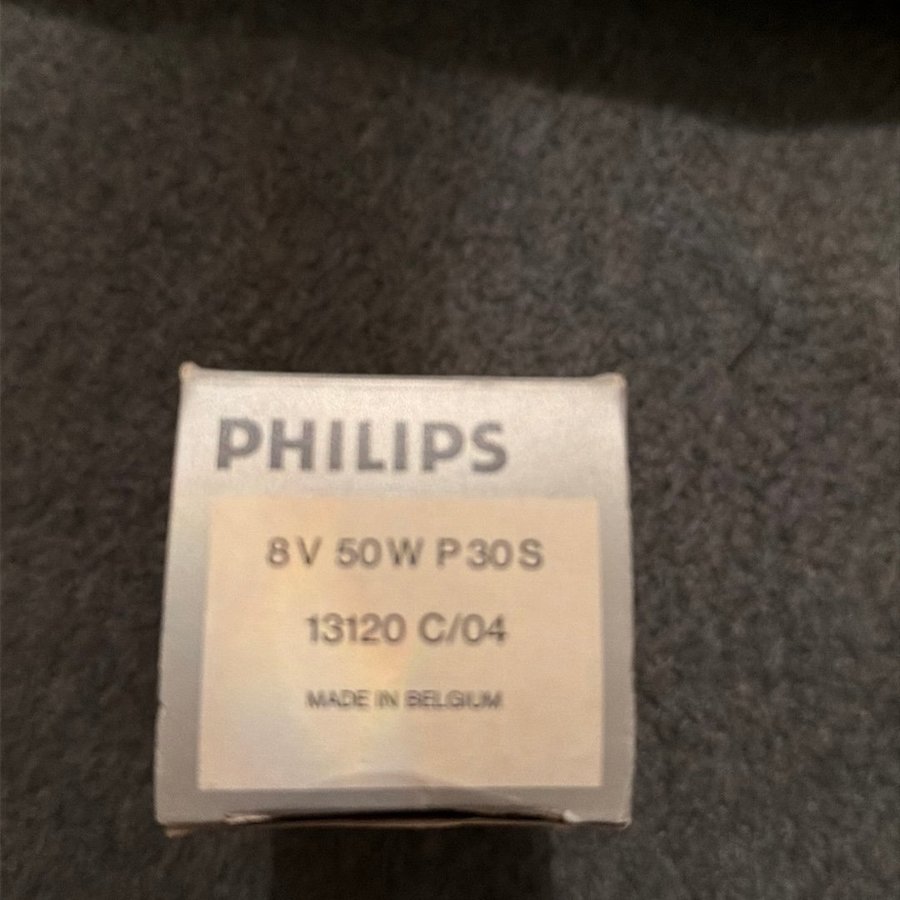 PHILIPS
8V 50W P30S
13120 C/04
MADE IN BELGIUM